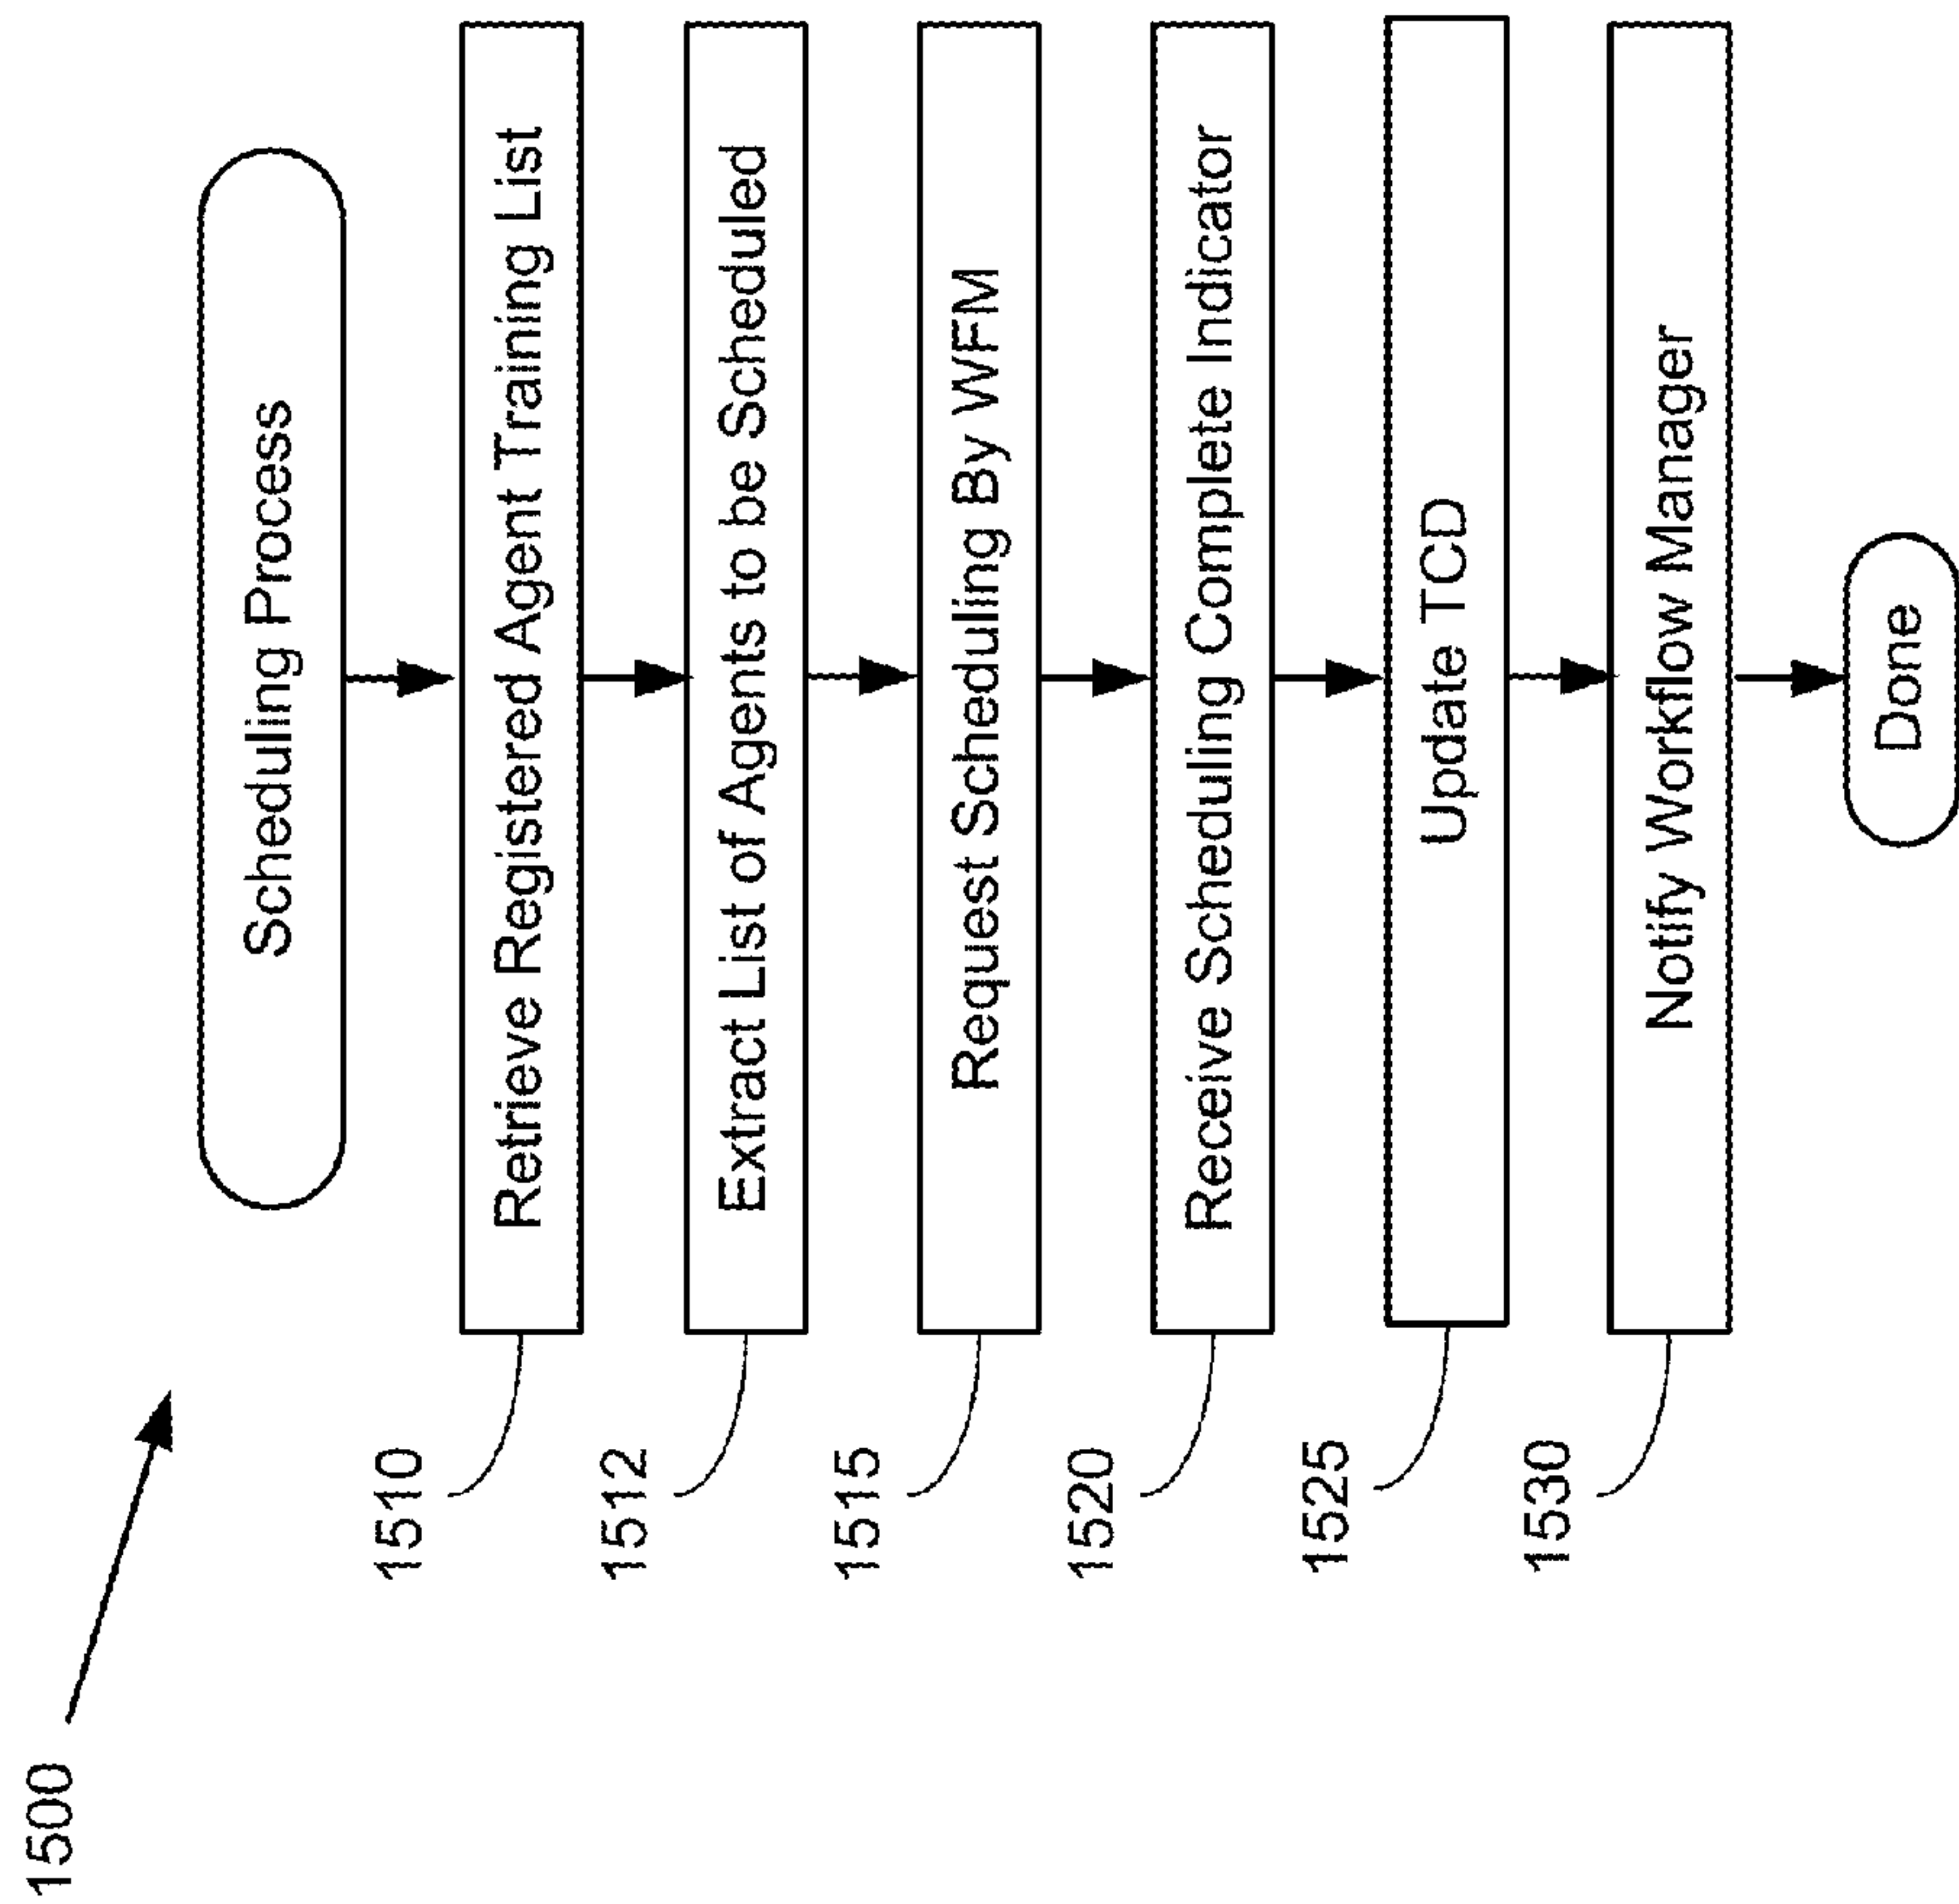 1500
Scheduling Process
1510
Retrieve Registered Agent Training List
1512
Extract List of Agents to be Scheduled
1515
Request Scheduling By WFM
1520
Receive Scheduling Complete Indicator
1525
Update TCD
1530
Notify Workflow Manager
Done